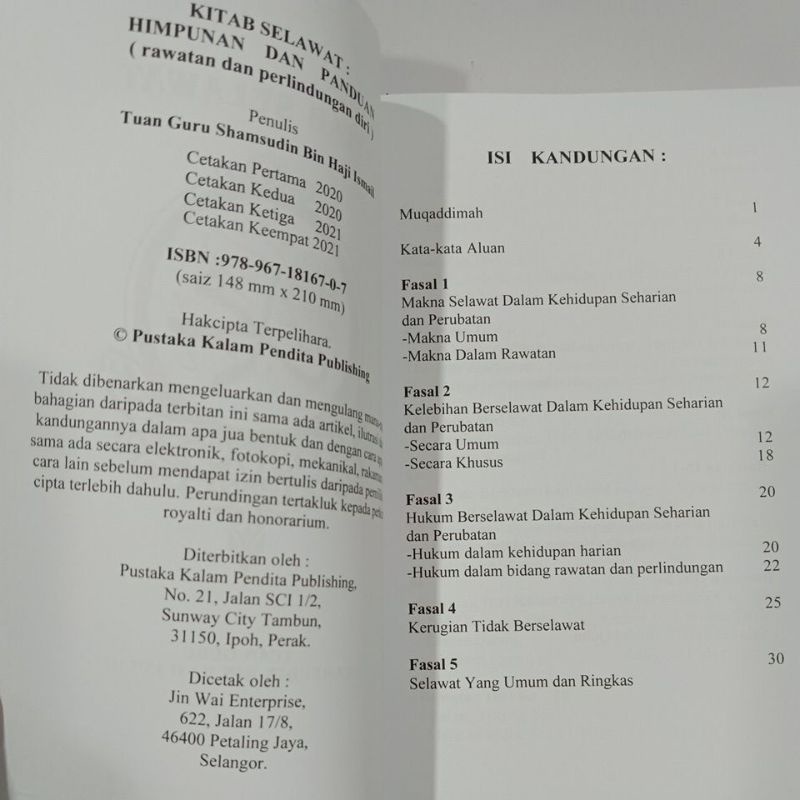 KITAB SELAWAT :
HIMPUNAN DAN PANDUAN
( rawatan dan perlindungan diri )
Penulis
Tuan Guru Shamsudin Bin Haji Ismail
Cetakan Pertama 2020
Cetakan Kedua 2020
Cetakan Ketiga 2021
Cetakan Keempat 2021
ISBN :978-967-18167-0-7
(saiz 148 mm x 210 mm)
Hakcipta Terpelihara.
© Pustaka Kalam Pendita Publishing
Tidak dibenarkan mengeluarkan dan mengulang
bahagian daripada terbitan ini sama ada artikel, ilutrasi
kandungannya dalam apa jua bentuk dan dengan cara
sama ada secara elektronik, fotokopi, mekanikal,
cara lain sebelum mendapat izin bertulis daripada
cipta terlebih dahulu. Perundingan tertakluk kepada
royalti dan honorarium.
Diterbitkan oleh :
Pustaka Kalam Pendita Publishing,
No. 21, Jalan SCI 1/2,
Sunway City Tambun,
31150, Ipoh, Perak.
Dicetak oleh :
Jin Wai Enterprise,
622, Jalan 17/8,
46400 Petaling Jaya,
Selangor.
ISI KANDUNGAN :
Muqaddimah 1
Kata-kata Aluan 4
Fasal 1 8
Makna Selawat Dalam Kehidupan Seharian
dan Perubatan
-Makna Umum 8
-Makna Dalam Rawatan 11
Fasal 2 12
Kelebihan Berselawat Dalam Kehidupan Seharian
dan Perubatan
-Secara Umum 12
-Secara Khusus 18
Fasal 3 20
Hukum Berselawat Dalam Kehidupan Seharian
dan Perubatan
-Hukum dalam kehidupan harian 20
-Hukum dalam bidang rawatan dan perlindungan 22
Fasal 4 25
Kerugian Tidak Berselawat
Fasal 5 30
Selawat Yang Umum dan Ringkas